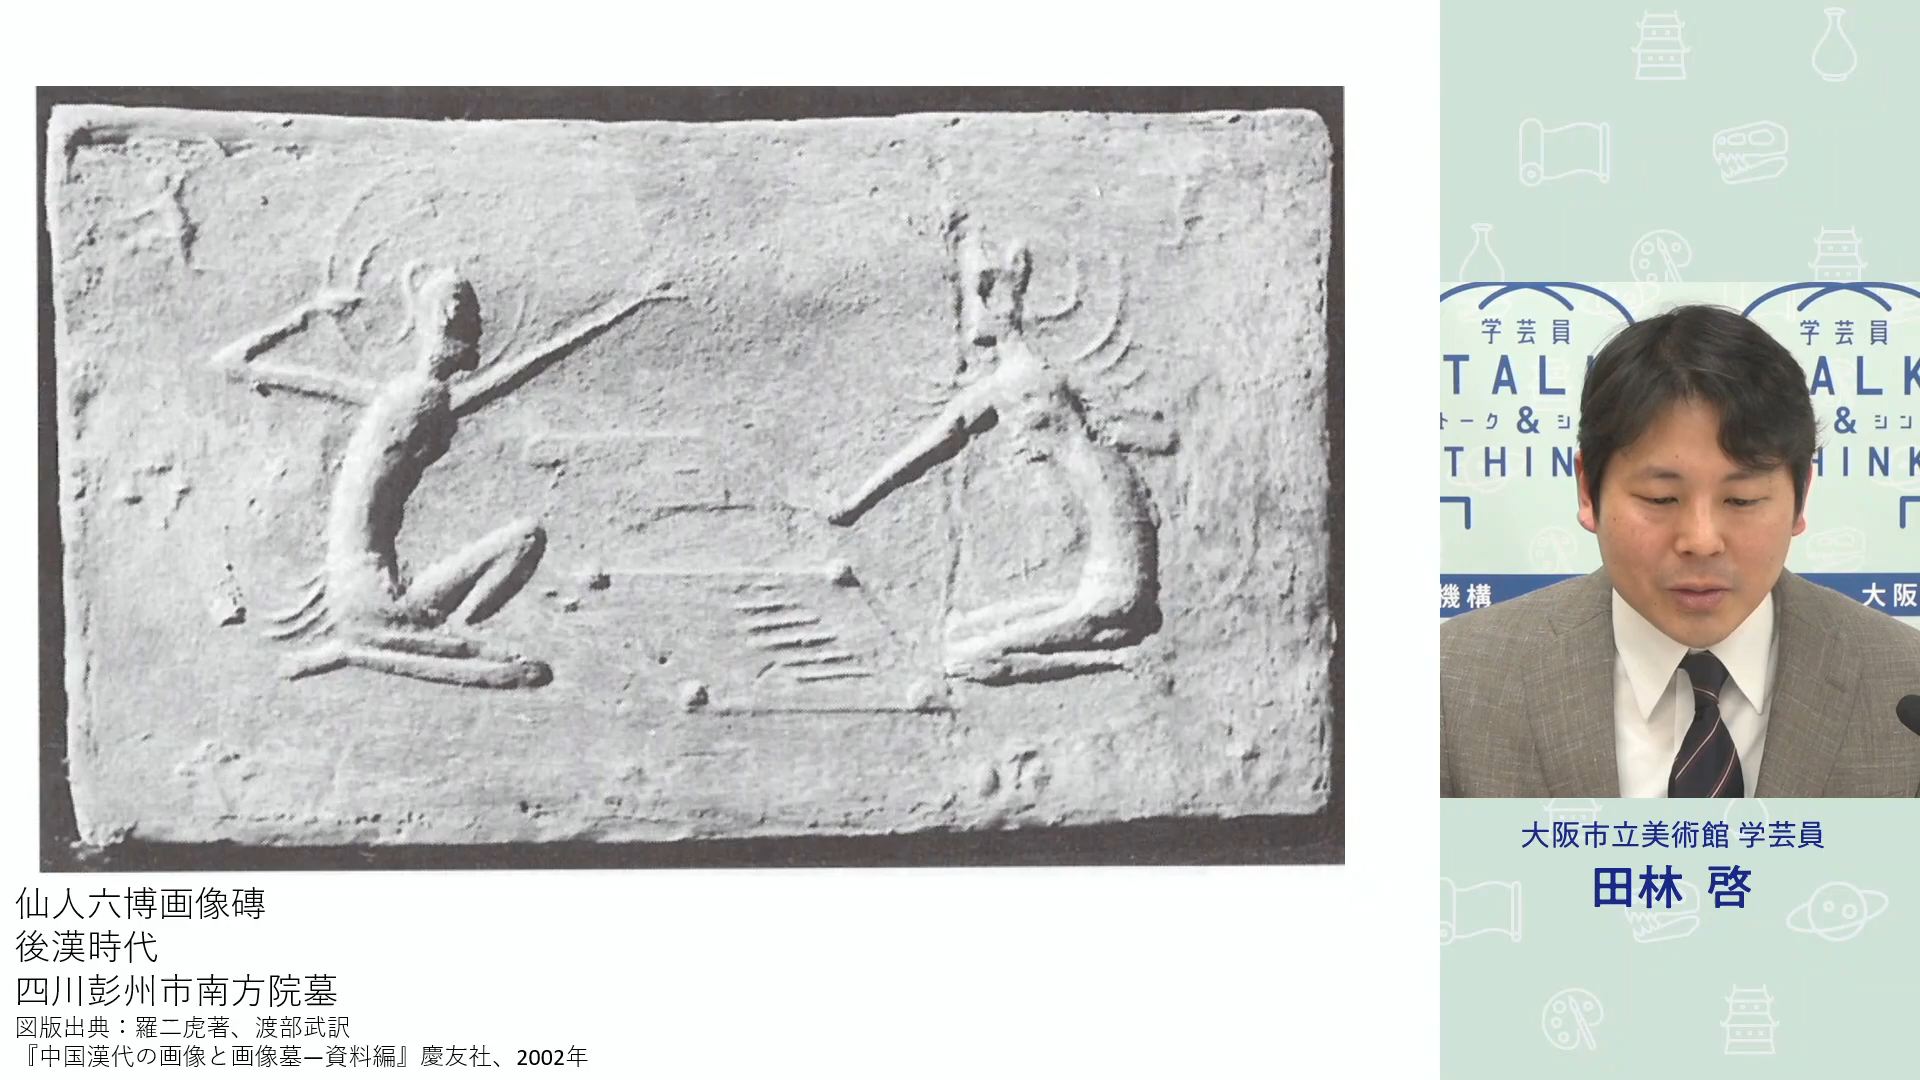 仙人六博画像磚
後漢時代
四川彭州市南方院墓
図版出典：羅二虎著、渡部武訳
『中国漢代の画像と画像墓―資料編』慶友社、2002年
学芸員
TAL
トーク & シ
THIN
機構
学芸員
ALK
& シン
HINK
大阪
大阪市立美術館 学芸員
田林 啓